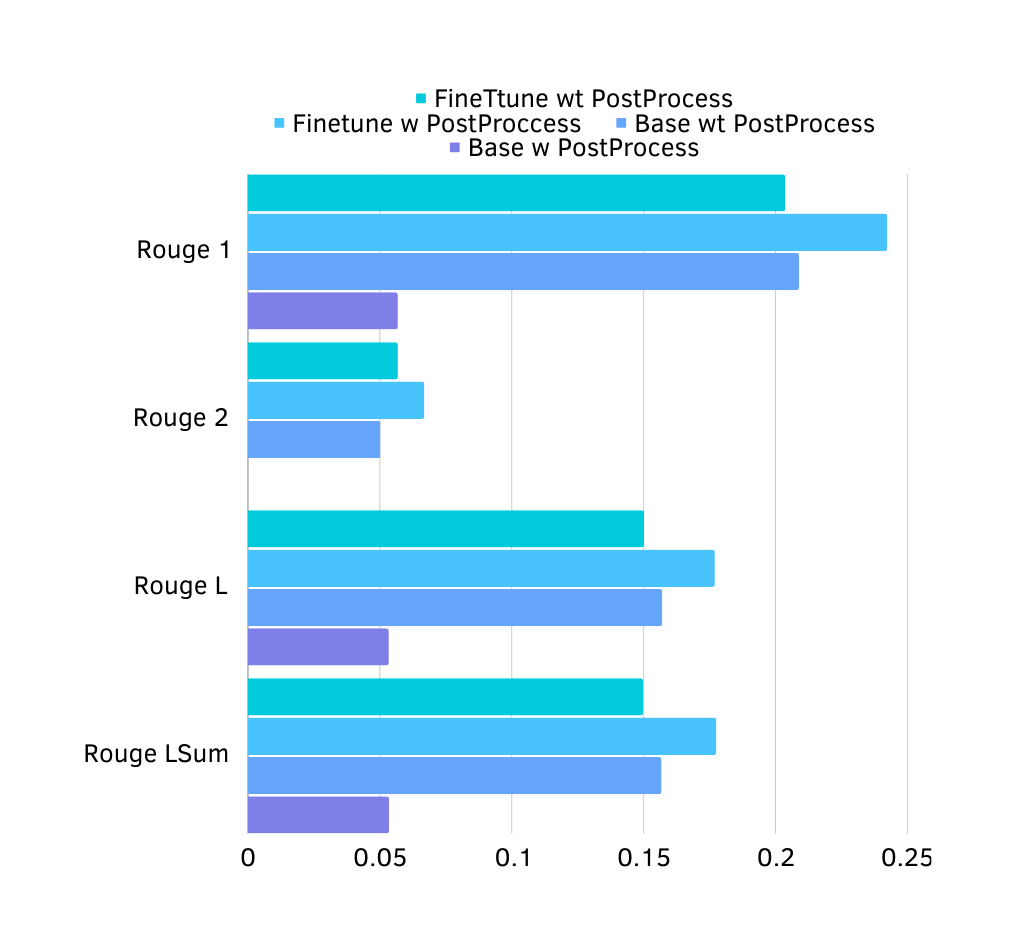 FineTtune wt PostProcess
Finetune w PostProccess Base wt PostProcess
Base w PostProcess
Rouge 1
Rouge 2
Rouge L
Rouge LSum
0 0.05 0.1 0.15 0.2 0.25